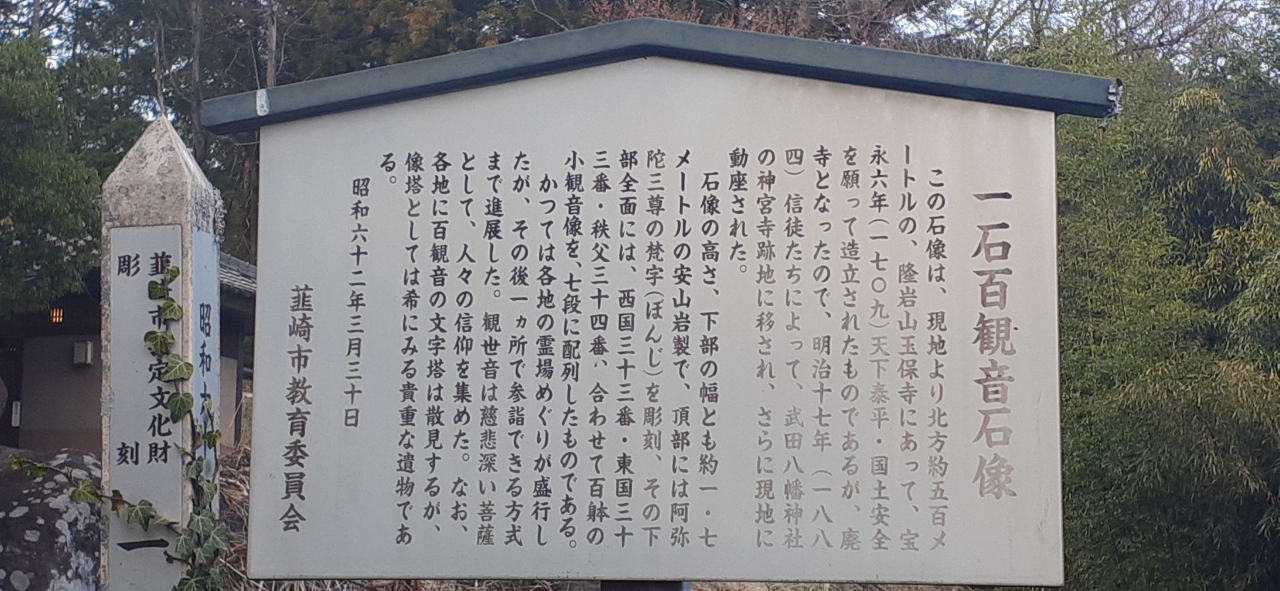 一石百観音石像
この石像は、現地より北方約五百メ
ートルの、隆岩山玉保寺にあって、宝
永六年(一七〇九)天下泰平・国土安全
を願って造立されたものであるが、廃
寺となったので、明治十七年(一八八
四)信徒たちによって、武田八幡神社
の神宮寺跡地に移され、さらに現地に
動座された。
石像の高さ、下部の幅とも約一・七
メートルの安山岩製で、頂部には阿弥
陀三尊の梵字(ぼんじ)を彫刻、その下
部全面には、西国三十三番・東国三十
三番・秩父三十四番、合わせて百躰の
小観音像を、七段に配列したものである。
かつては各地の霊場めぐりが盛行し
たが、その後一ヵ所で参詣できる方式
まで進展した。観世音は慈悲深い菩薩
として、人々の信仰を集めた。なお、
各地に百観音の文字塔は散見するが、
像塔としては希にみる貴重な遺物であ
る。
昭和六十二年三月三十日
韮崎市教育委員会
昭和
韮崎市定文化財
彫刻
一